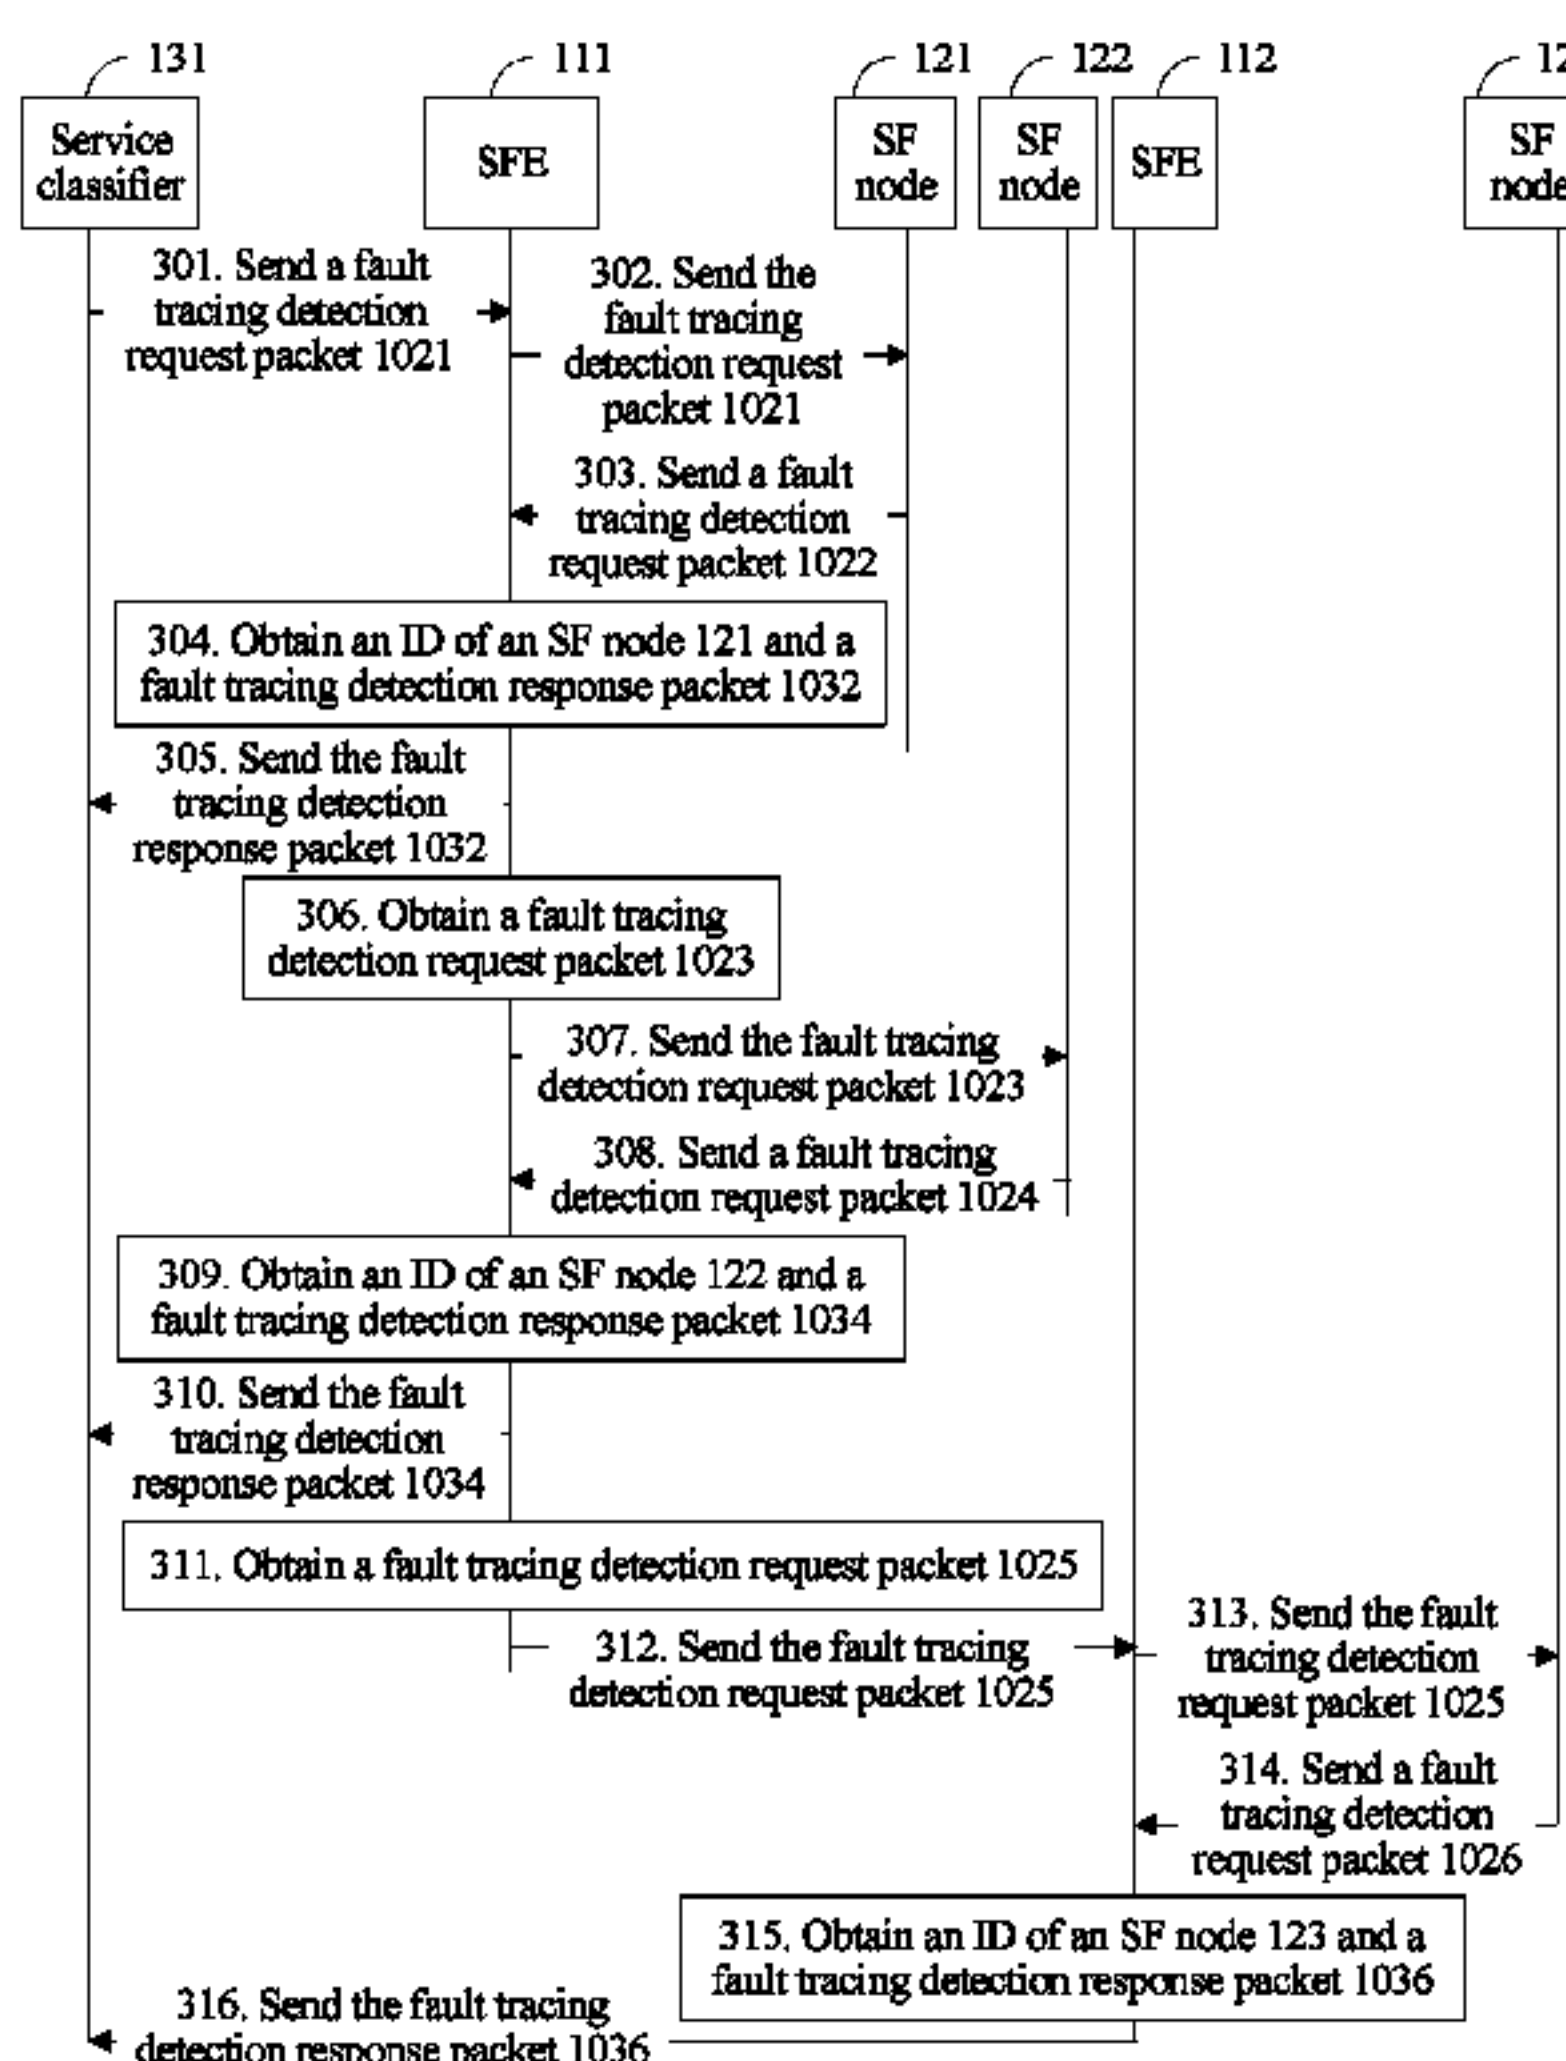 131
111
121
122
112
12
Service
classifier
SFE
SF
node
SF
node
SFE
SF
node
301. Send a fault
tracing detection
request packet 1021
302. Send the
fault tracing
detection request
packet 1021
303. Send a fault
tracing detection
request packet 1022
304. Obtain an ID of an SF node 121 and a
fault tracing detection response packet 1032
305. Send the fault
tracing detection
response packet 1032
306. Obtain a fault tracing
detection request packet 1023
307. Send the fault tracing
detection request packet 1023
308. Send a fault tracing
detection request packet 1024
309. Obtain an ID of an SF node 122 and a
fault tracing detection response packet 1034
310. Send the fault
tracing detection
response packet 1034
311. Obtain a fault tracing detection request packet 1025
312. Send the fault tracing
detection request packet 1025
313. Send the fault
tracing detection
request packet 1025
314. Send a fault
tracing detection
request packet 1026
315. Obtain an ID of an SF node 123 and a
fault tracing detection response packet 1036
316. Send the fault tracing
detection response packet 1036